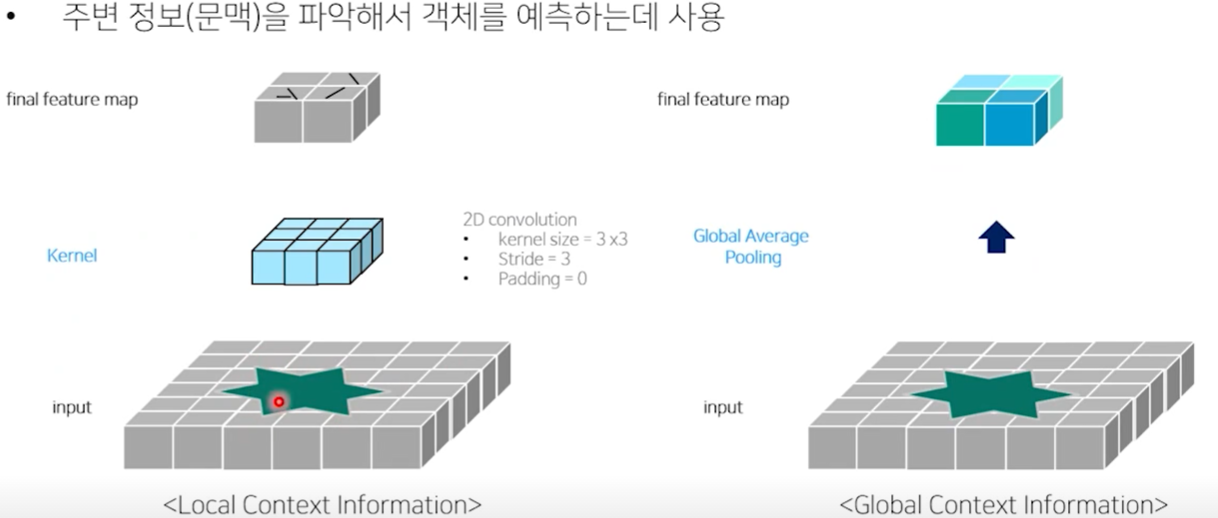 • 주변 정보(문맥)을 파악해서 객체를 예측하는데 사용
final feature map
Kernel
2D convolution
• kernel size = 3 x3
• Stride = 3
• Padding = 0
input
<Local Context Information>
final feature map
Global Average
Pooling
input
<Global Context Information>